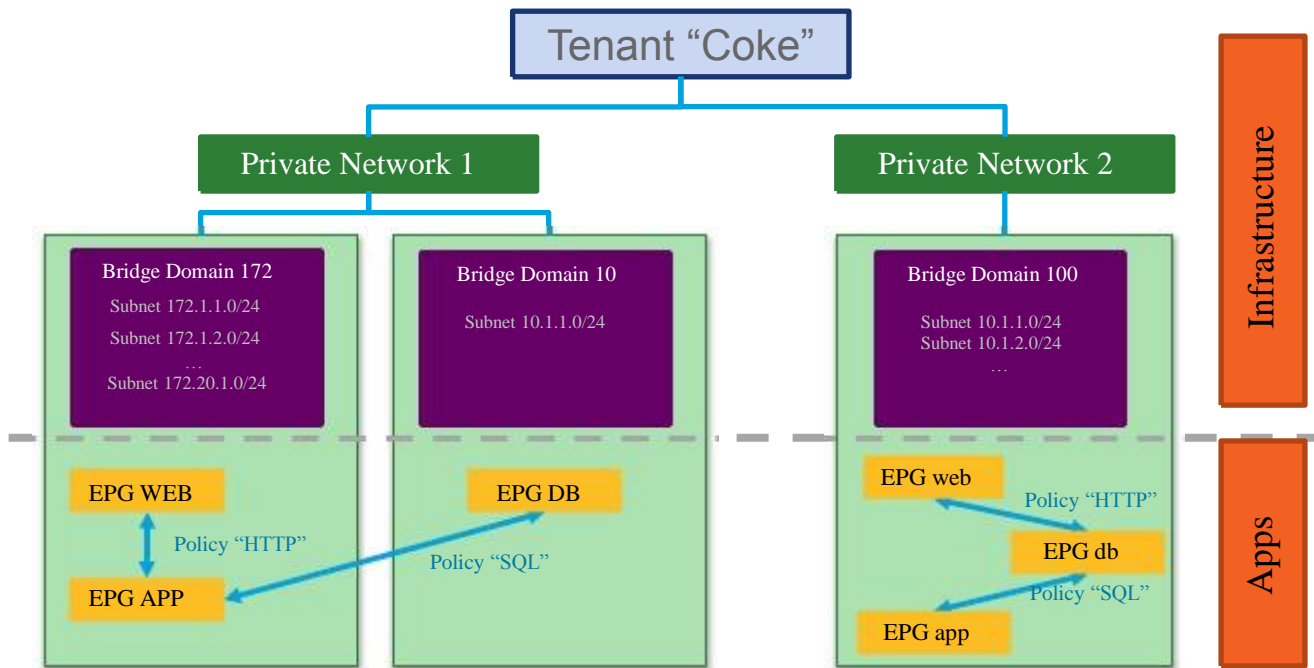 Tenant “Coke”
Private Network 1
Private Network 2
Bridge Domain 172
Subnet 172.1.1.0/24
Subnet 172.1.2.0/24
…
Subnet 172.20.1.0/24
Bridge Domain 10
Subnet 10.1.1.0/24
Bridge Domain 100
Subnet 10.1.1.0/24
Subnet 10.1.2.0/24
…
Infrastructure
EPG WEB
Policy “HTTP”
EPG APP
EPG DB
Policy “SQL”
EPG web
Policy “HTTP”
EPG db
Policy “SQL”
EPG app
Apps